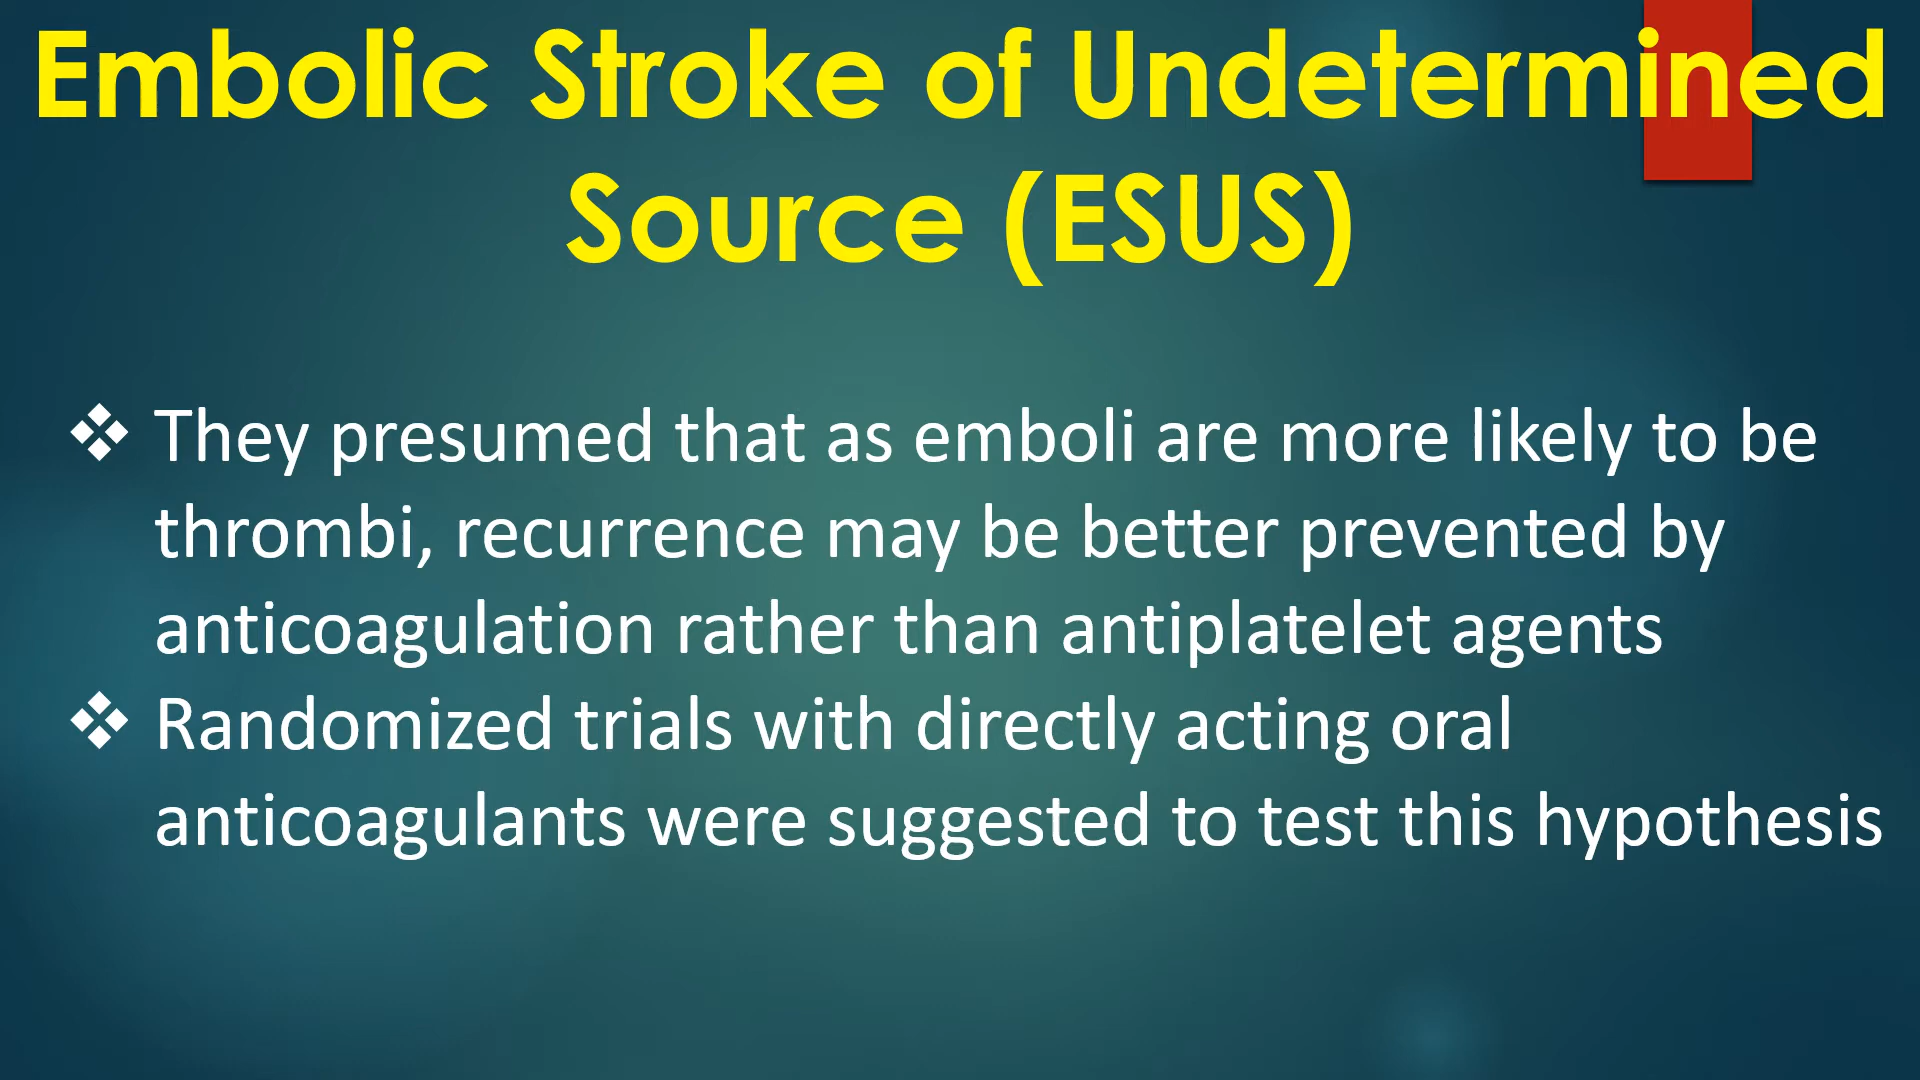 Embolic Stroke of Undetermined
Source (ESUS)
❖ They presumed that as emboli are more likely to be
thrombi, recurrence may be better prevented by
anticoagulation rather than antiplatelet agents
❖ Randomized trials with directly acting oral
anticoagulants were suggested to test this hypothesis